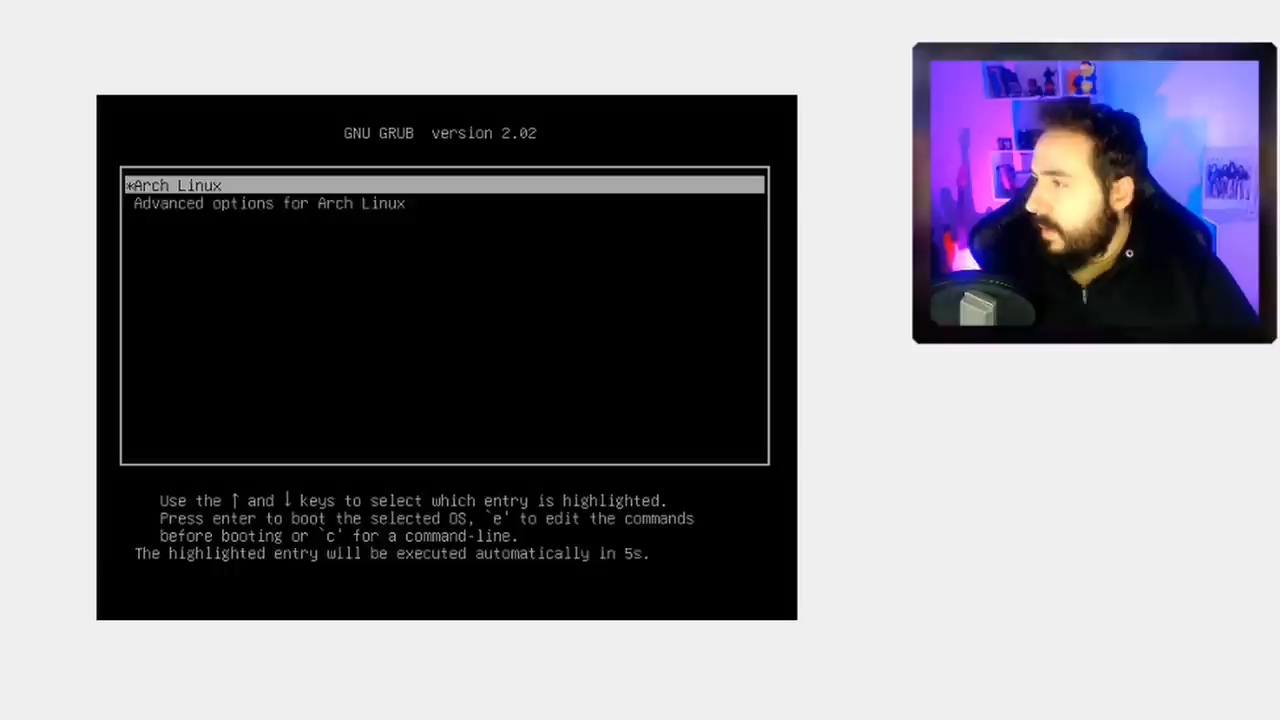 GNU GRUB  version 2.02
*Arch Linux
Advanced options for Arch Linux
Use the ↑ and ↓ keys to select which entry is highlighted.
Press enter to boot the selected OS, `e' to edit the commands
before booting or `c' for a command-line.
The highlighted entry will be executed automatically in 5s.